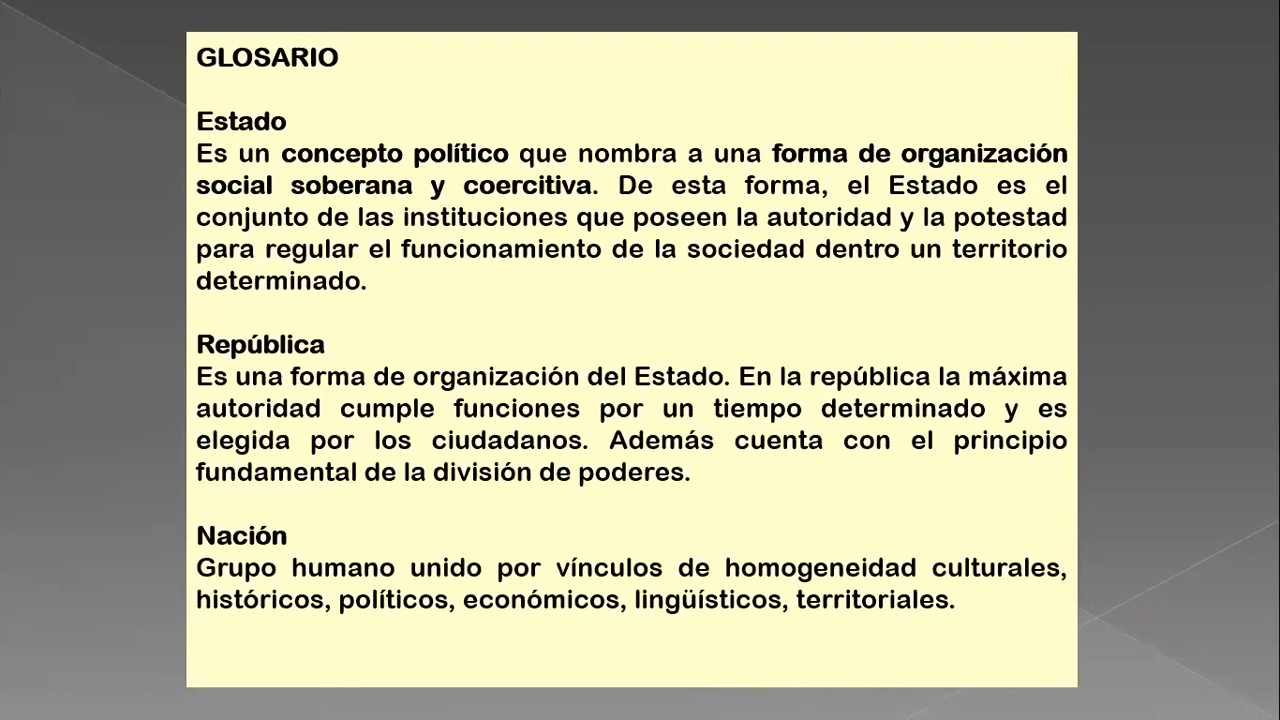 GLOSARIO
Estado
Es un concepto político que nombra a una forma de organización
social soberana y coercitiva. De esta forma, el Estado es el
conjunto de las instituciones que poseen la autoridad y la potestad
para regular el funcionamiento de la sociedad dentro un territorio
determinado.
República
Es una forma de organización del Estado. En la república la máxima
autoridad cumple funciones por un tiempo determinado y es
elegida por los ciudadanos. Además cuenta con el principio
fundamental de la división de poderes.
Nación
Grupo humano unido por vínculos de homogeneidad culturales,
históricos, políticos, económicos, lingüísticos, territoriales.